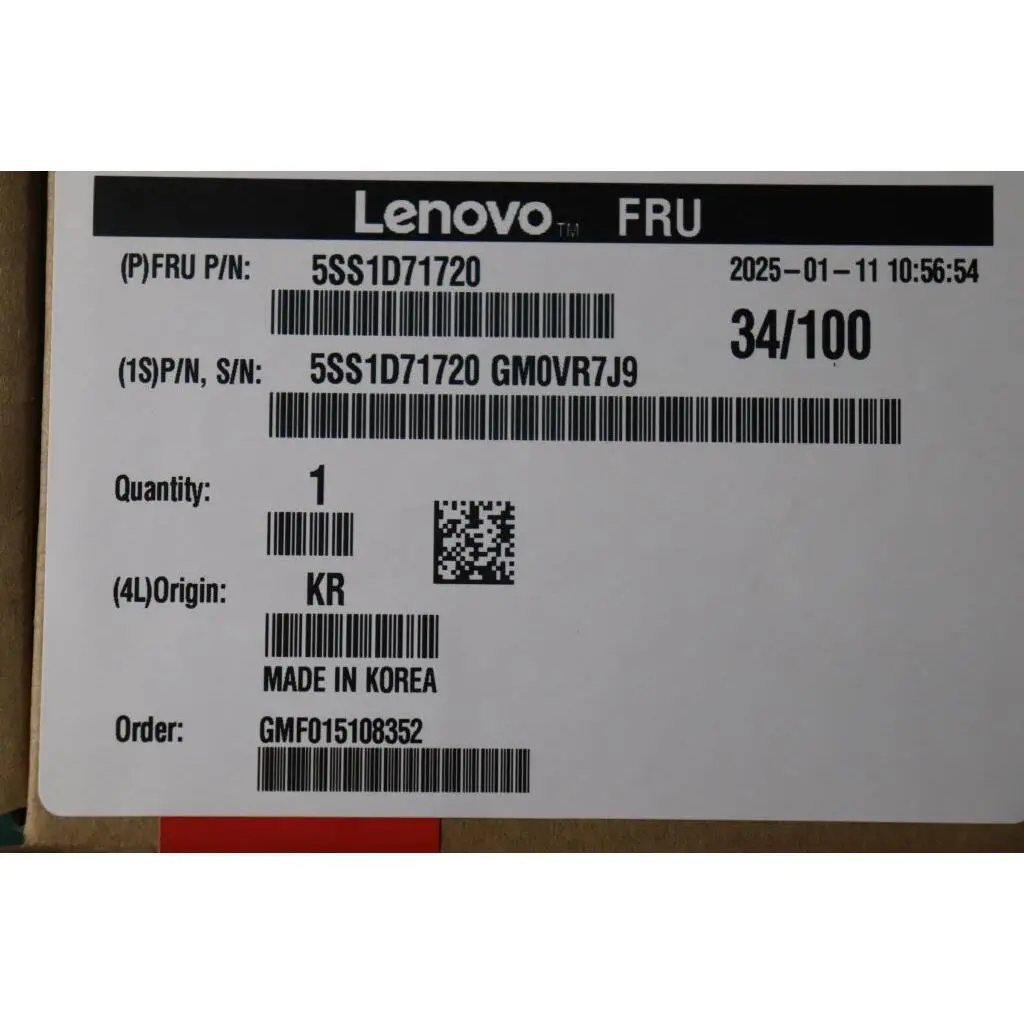 Lenovo™ FRU
(P)FRU P/N: 5SS1D71720 2025-01-11 10:56:54
34/100
(1S)P/N, S/N: 5SS1D71720 GM0VR7J9
Quantity: 1
(4L)Origin: KR
MADE IN KOREA
Order: GMF015108352